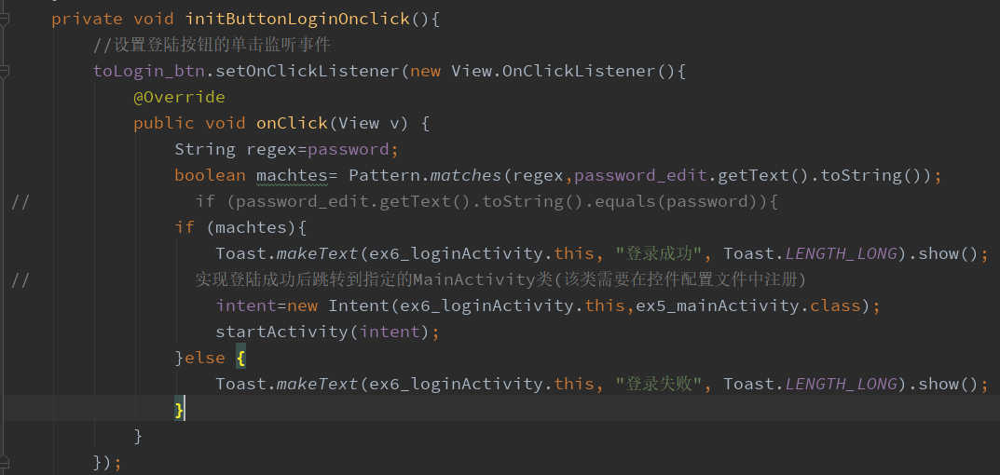 private void initButtonLoginOnclick(){
//设置登陆按钮的单击监听事件
toLogin_btn.setOnClickListener(new View.OnClickListener(){
@Override
public void onClick(View v) {
String regex=password;
boolean machtes= Pattern.matches(regex,password_edit.getText().toString());
// if (password_edit.getText().toString().equals(password)){
if (machtes){
Toast.makeText(ex6_loginActivity.this, "登录成功", Toast.LENGTH_LONG).show();
// 实现登陆成功后跳转到指定的MainActivity类(该类需要在控件配置文件中注册)
intent=new Intent(ex6_loginActivity.this,ex5_mainActivity.class);
startActivity(intent);
}else {
Toast.makeText(ex6_loginActivity.this, "登录失败", Toast.LENGTH_LONG).show();
}
}
});